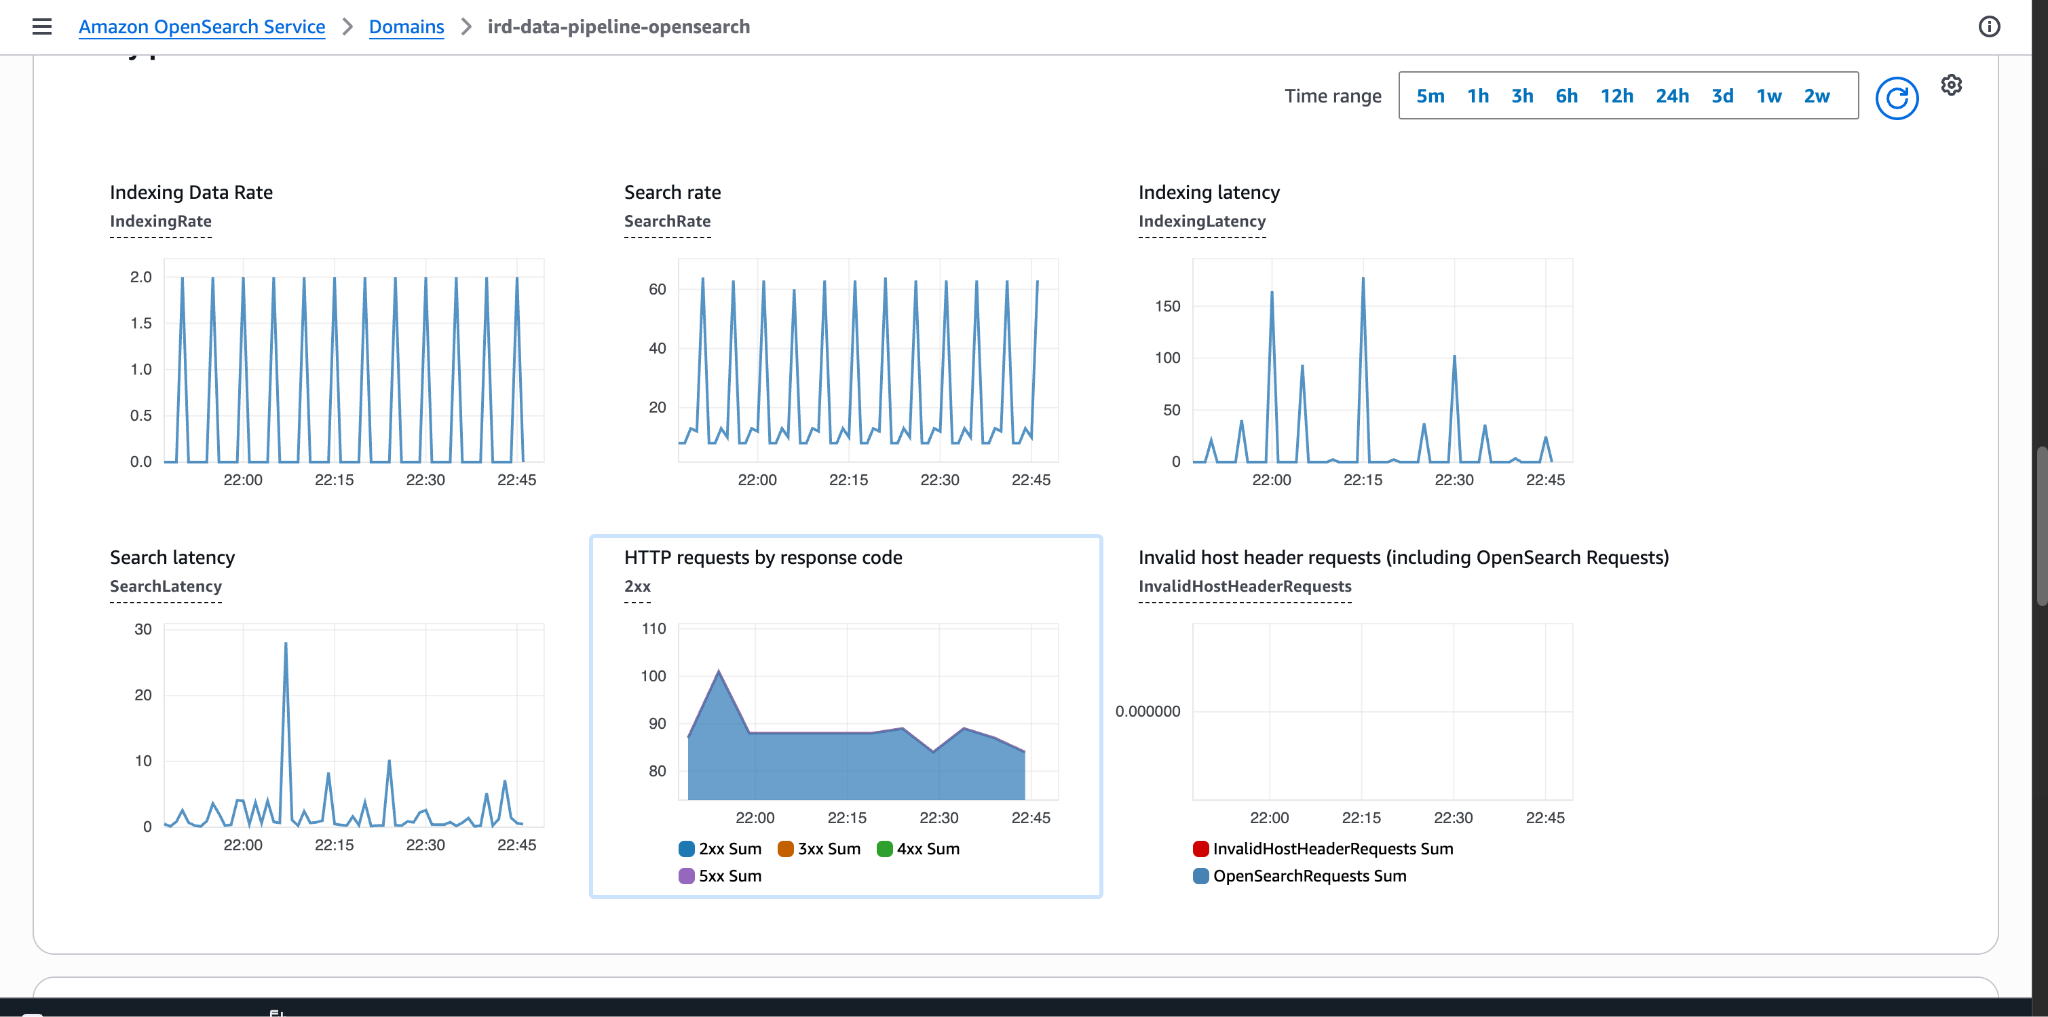 Amazon OpenSearch Service > Domains > ird-data-pipeline-opensearch
Time range 5m 1h 3h 6h 12h 24h 3d 1w 2w
Indexing Data Rate
IndexingRate
2.0
1.5
1.0
0.5
0.0
22:00 22:15 22:30 22:45
Search rate
SearchRate
60
40
20
22:00 22:15 22:30 22:45
Indexing latency
IndexingLatency
150
100
50
0
22:00 22:15 22:30 22:45
Search latency
SearchLatency
30
20
10
0
22:00 22:15 22:30 22:45
HTTP requests by response code
2xx
110
100
90
80
22:00 22:15 22:30 22:45
2xx Sum 3xx Sum 4xx Sum
5xx Sum
Invalid host header requests (including OpenSearch Requests)
InvalidHostHeaderRequests
0.000000
22:00 22:15 22:30 22:45
InvalidHostHeaderRequests Sum
OpenSearchRequests Sum